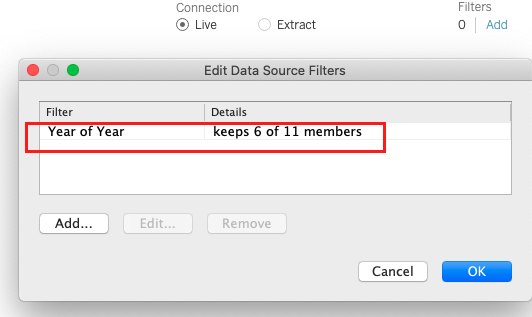 Connection
Filters
Live
Extract
0 | Add
Edit Data Source Filters
Filter
Details
Year of Year
keeps 6 of 11 members
Add...
Edit...
Remove
Cancel
OK